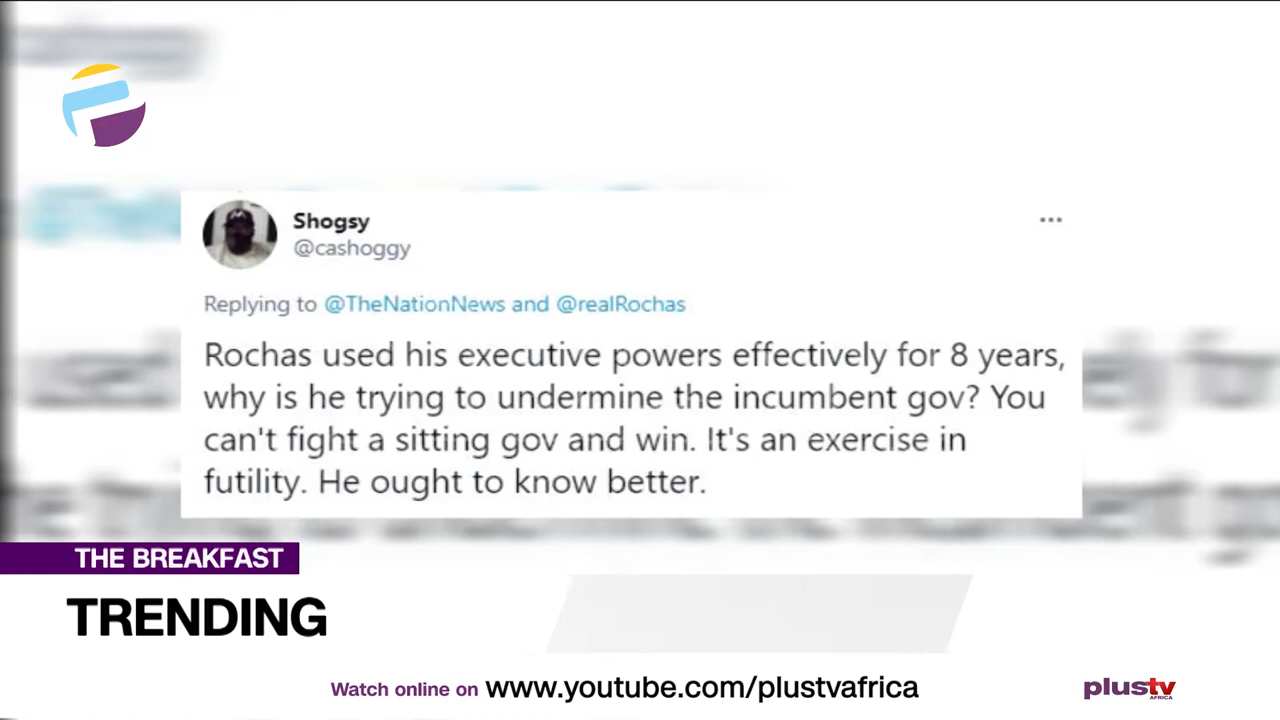 Shogsy
@cashoggy
Replying to @TheNationNews and @realRochas
Rochas used his executive powers effectively for 8 years,
why is he trying to undermine the incumbent gov? You
can't fight a sitting gov and win. It's an exercise in
futility. He ought to know better.
THE BREAKFAST
TRENDING
Watch online on www.youtube.com/plustvafrica
plustv
AFRICA